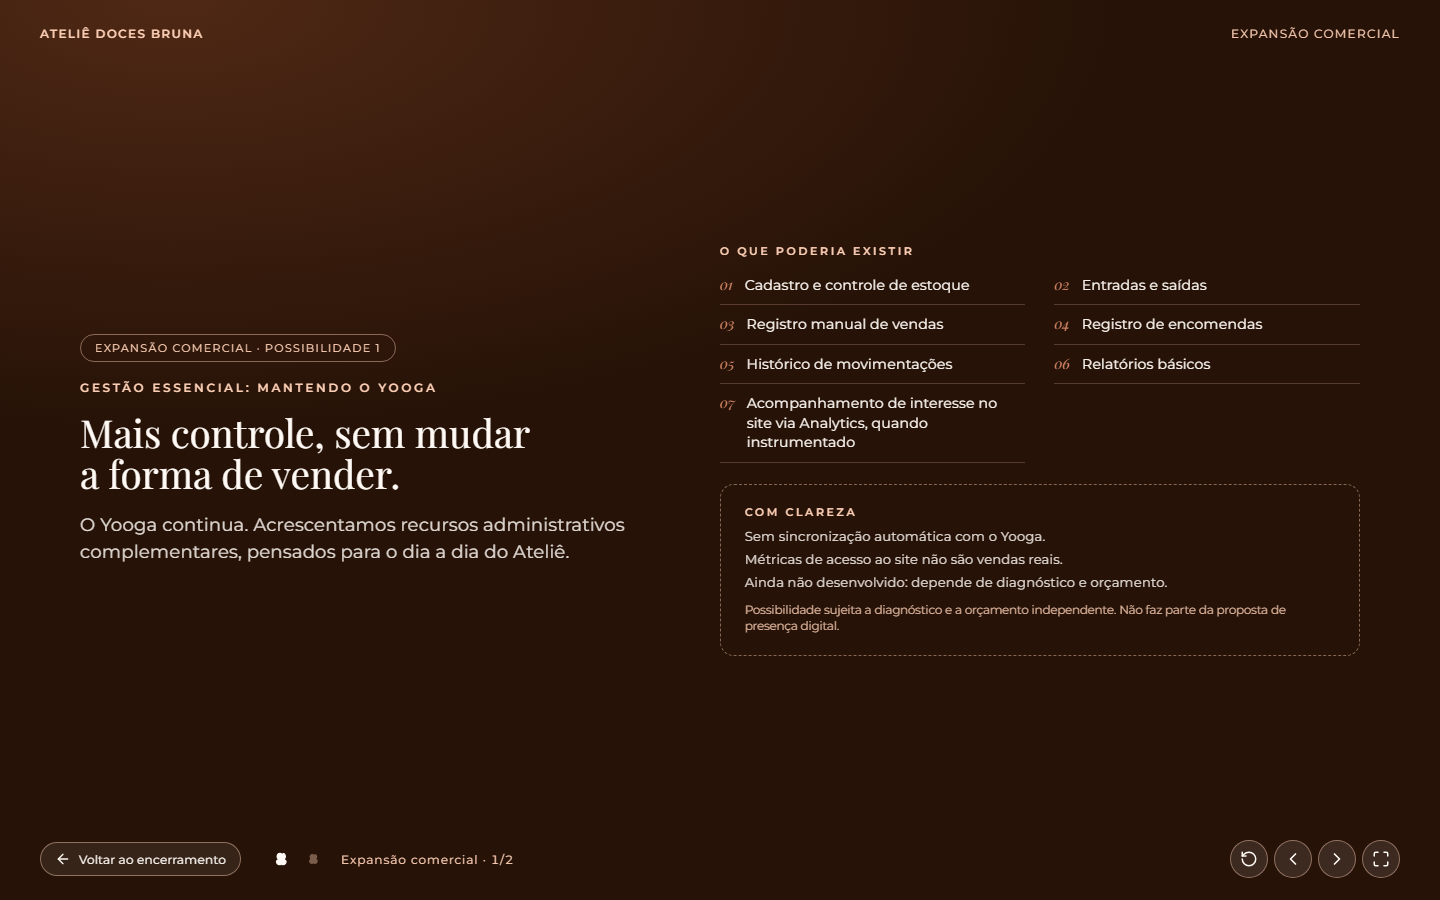 ATELIÊ DOCES BRUNA
EXPANSÃO COMERCIAL
EXPANSÃO COMERCIAL · POSSIBILIDADE 1
GESTÃO ESSENCIAL: MANTENDO O YOOGA
Mais controle, sem mudar
a forma de vender.
O Yooga continua. Acrescentamos recursos administrativos
complementares, pensados para o dia a dia do Ateliê.
O QUE PODERIA EXISTIR
01 Cadastro e controle de estoque
02 Entradas e saídas
03 Registro manual de vendas
04 Registro de encomendas
05 Histórico de movimentações
06 Relatórios básicos
07 Acompanhamento de interesse no
site via Analytics, quando
instrumentado
COM CLAREZA
Sem sincronização automática com o Yooga.
Métricas de acesso ao site não são vendas reais.
Ainda não desenvolvido: depende de diagnóstico e orçamento.
Possibilidade sujeita a diagnóstico e a orçamento independente. Não faz parte da proposta de
presença digital.
Voltar ao encerramento
Expansão comercial · 1/2